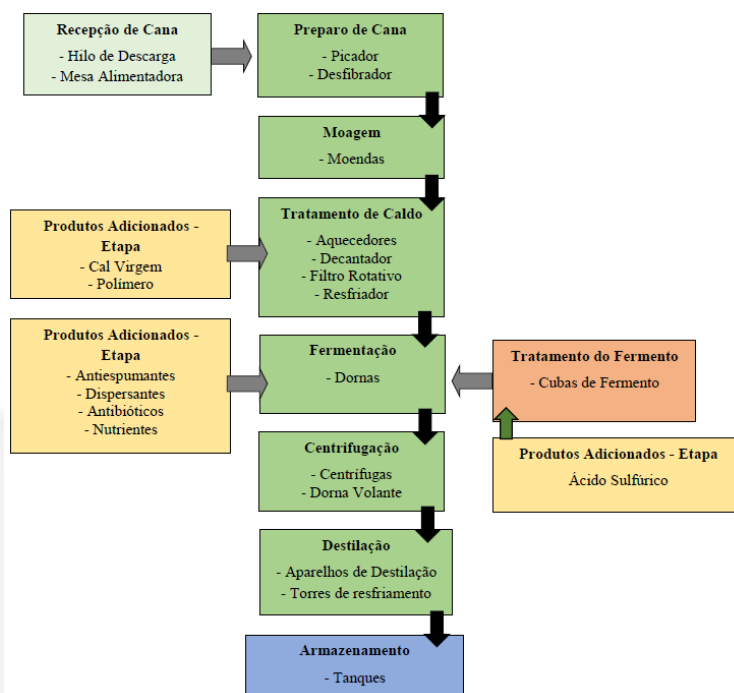 Recepção de Cana
- Hilo de Descarga
- Mesa Alimentadora
Preparo de Cana
- Picador
- Desfibrador
Moagem
- Moendas
Produtos Adicionados -
Etapa
- Cal Virgem
- Polímero
Tratamento de Caldo
- Aquecedores
- Decantador
- Filtro Rotativo
- Resfriador
Produtos Adicionados -
Etapa
- Antiespumantes
- Dispersantes
- Antibióticos
- Nutrientes
Fermentação
- Dornas
Tratamento do Fermento
- Cubas de Fermento
Produtos Adicionados - Etapa
Ácido Sulfúrico
Centrifugação
- Centrífugas
- Dorna Volante
Destilação
- Aparelhos de Destilação
- Torres de resfriamento
Armazenamento
- Tanques